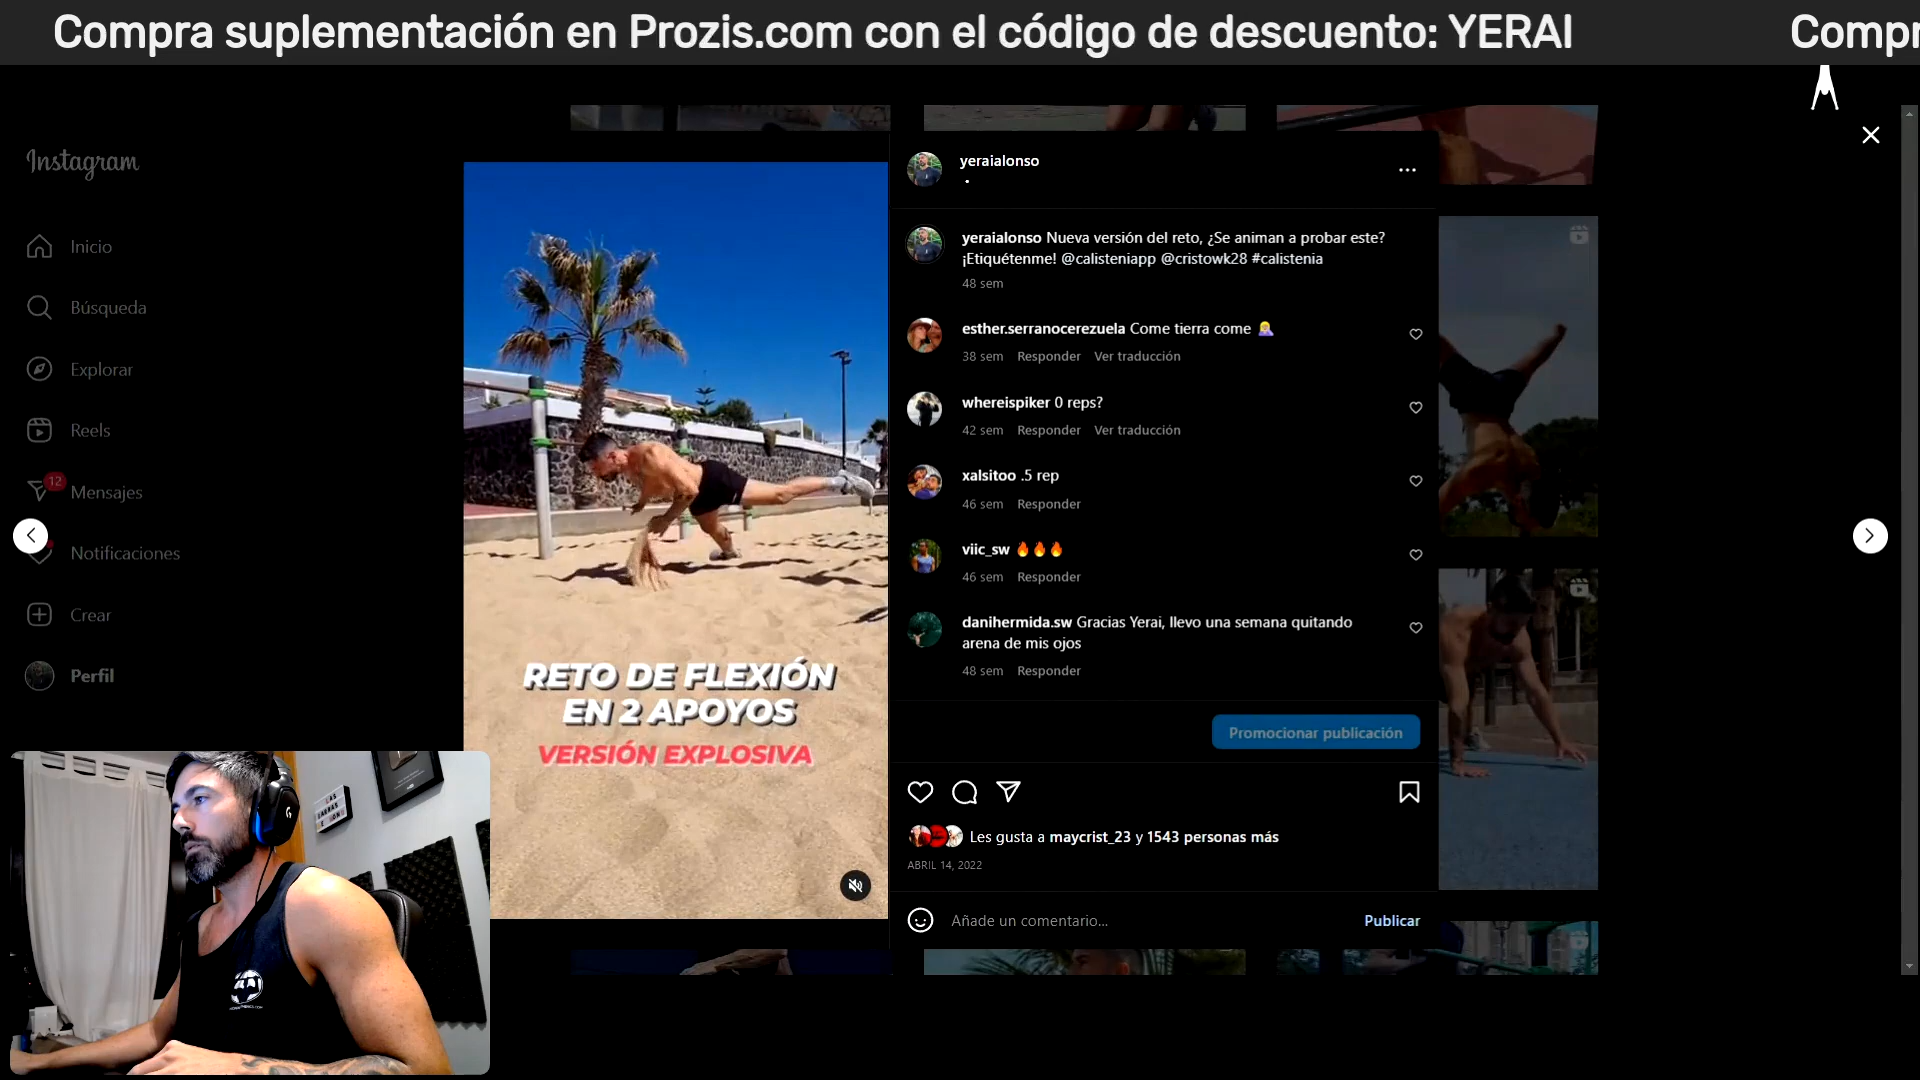 Compra suplementación en Prozis.com con el código de descuento: YERAI
Compr
Instagram
Inicio
Búsqueda
Explorar
Reels
12
Mensajes
Notificaciones
Crear
Perfil
RETO DE FLEXIÓN
EN 2 APOYOS
VERSIÓN EXPLOSIVA
yeraialonso
•
yeraialonso Nueva versión del reto, ¿Se animan a probar este?
¡Etiquétenme! @calisteniapp @cristowk28 #calistenia
48 sem
esther.serranocerezuela Come tierra come
38 sem Responder Ver traducción
whereispiker 0 reps?
42 sem Responder Ver traducción
xalsitoo .5 rep
46 sem Responder
viic_sw 🔥🔥🔥
46 sem Responder
danihermida.sw Gracias Yerai, llevo una semana quitando
arena de mis ojos
48 sem Responder
Promocionar publicación
Les gusta a maycrist_23 y 1543 personas más
ABRIL 14, 2022
Añade un comentario...
Publicar